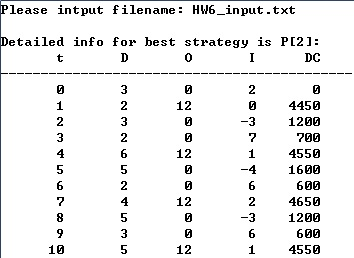 Please intput filename: HW6_input.txt
Detailed info for best strategy is P[2]:
t D O I DC
----------------------------------------
0 3 0 2 0
1 2 12 0 4450
2 3 0 -3 1200
3 2 0 7 700
4 6 12 1 4550
5 5 0 -4 1600
6 2 0 6 600
7 4 12 2 4650
8 5 0 -3 1200
9 3 0 6 600
10 5 12 1 4550